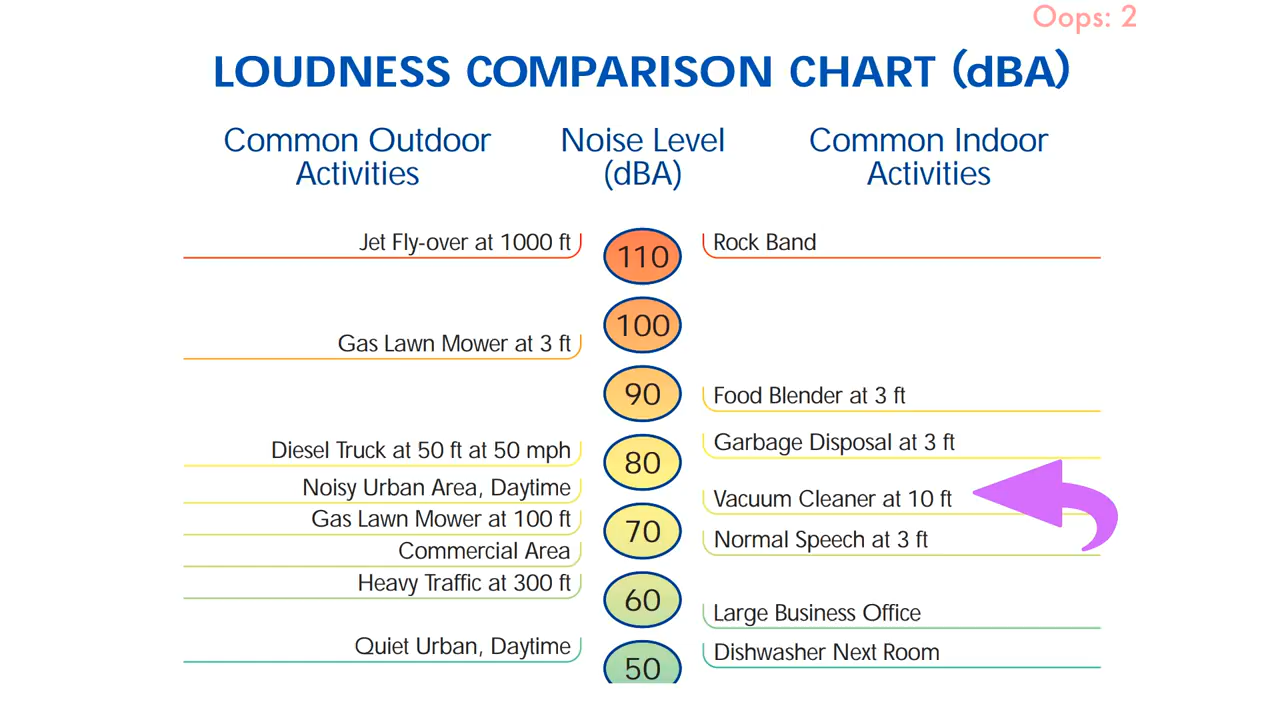 Oops: 2
LOUDNESS COMPARISON CHART (dBA)
Common Outdoor
Activities
Noise Level
(dBA)
Common Indoor
Activities
Jet Fly-over at 1000 ft
110
Rock Band
100
Gas Lawn Mower at 3 ft
90
Food Blender at 3 ft
Diesel Truck at 50 ft at 50 mph
80
Garbage Disposal at 3 ft
Noisy Urban Area, Daytime
Vacuum Cleaner at 10 ft
Gas Lawn Mower at 100 ft
70
Normal Speech at 3 ft
Commercial Area
Heavy Traffic at 300 ft
60
Large Business Office
Quiet Urban, Daytime
50
Dishwasher Next Room